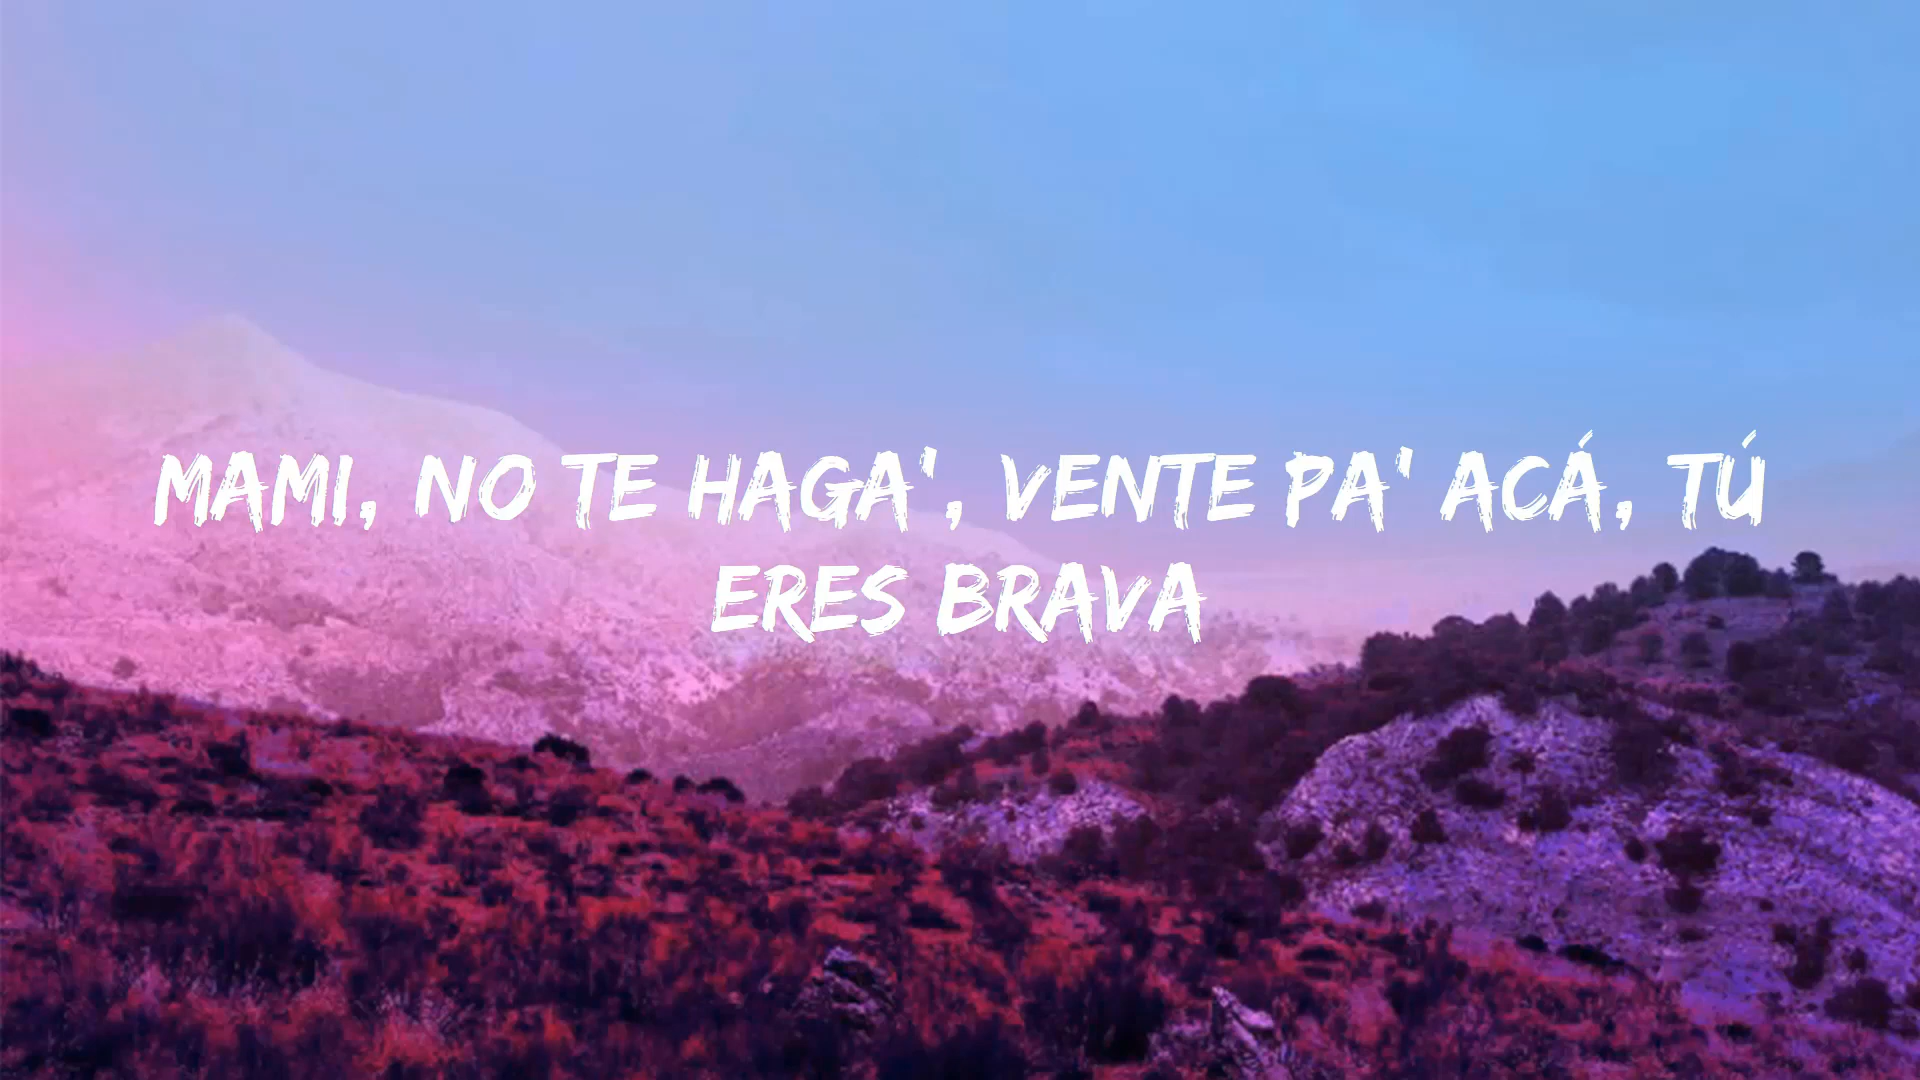 MAMI, NO TE HAGA', VENTE PA' ACÁ, TÚ
ERES BRAVA